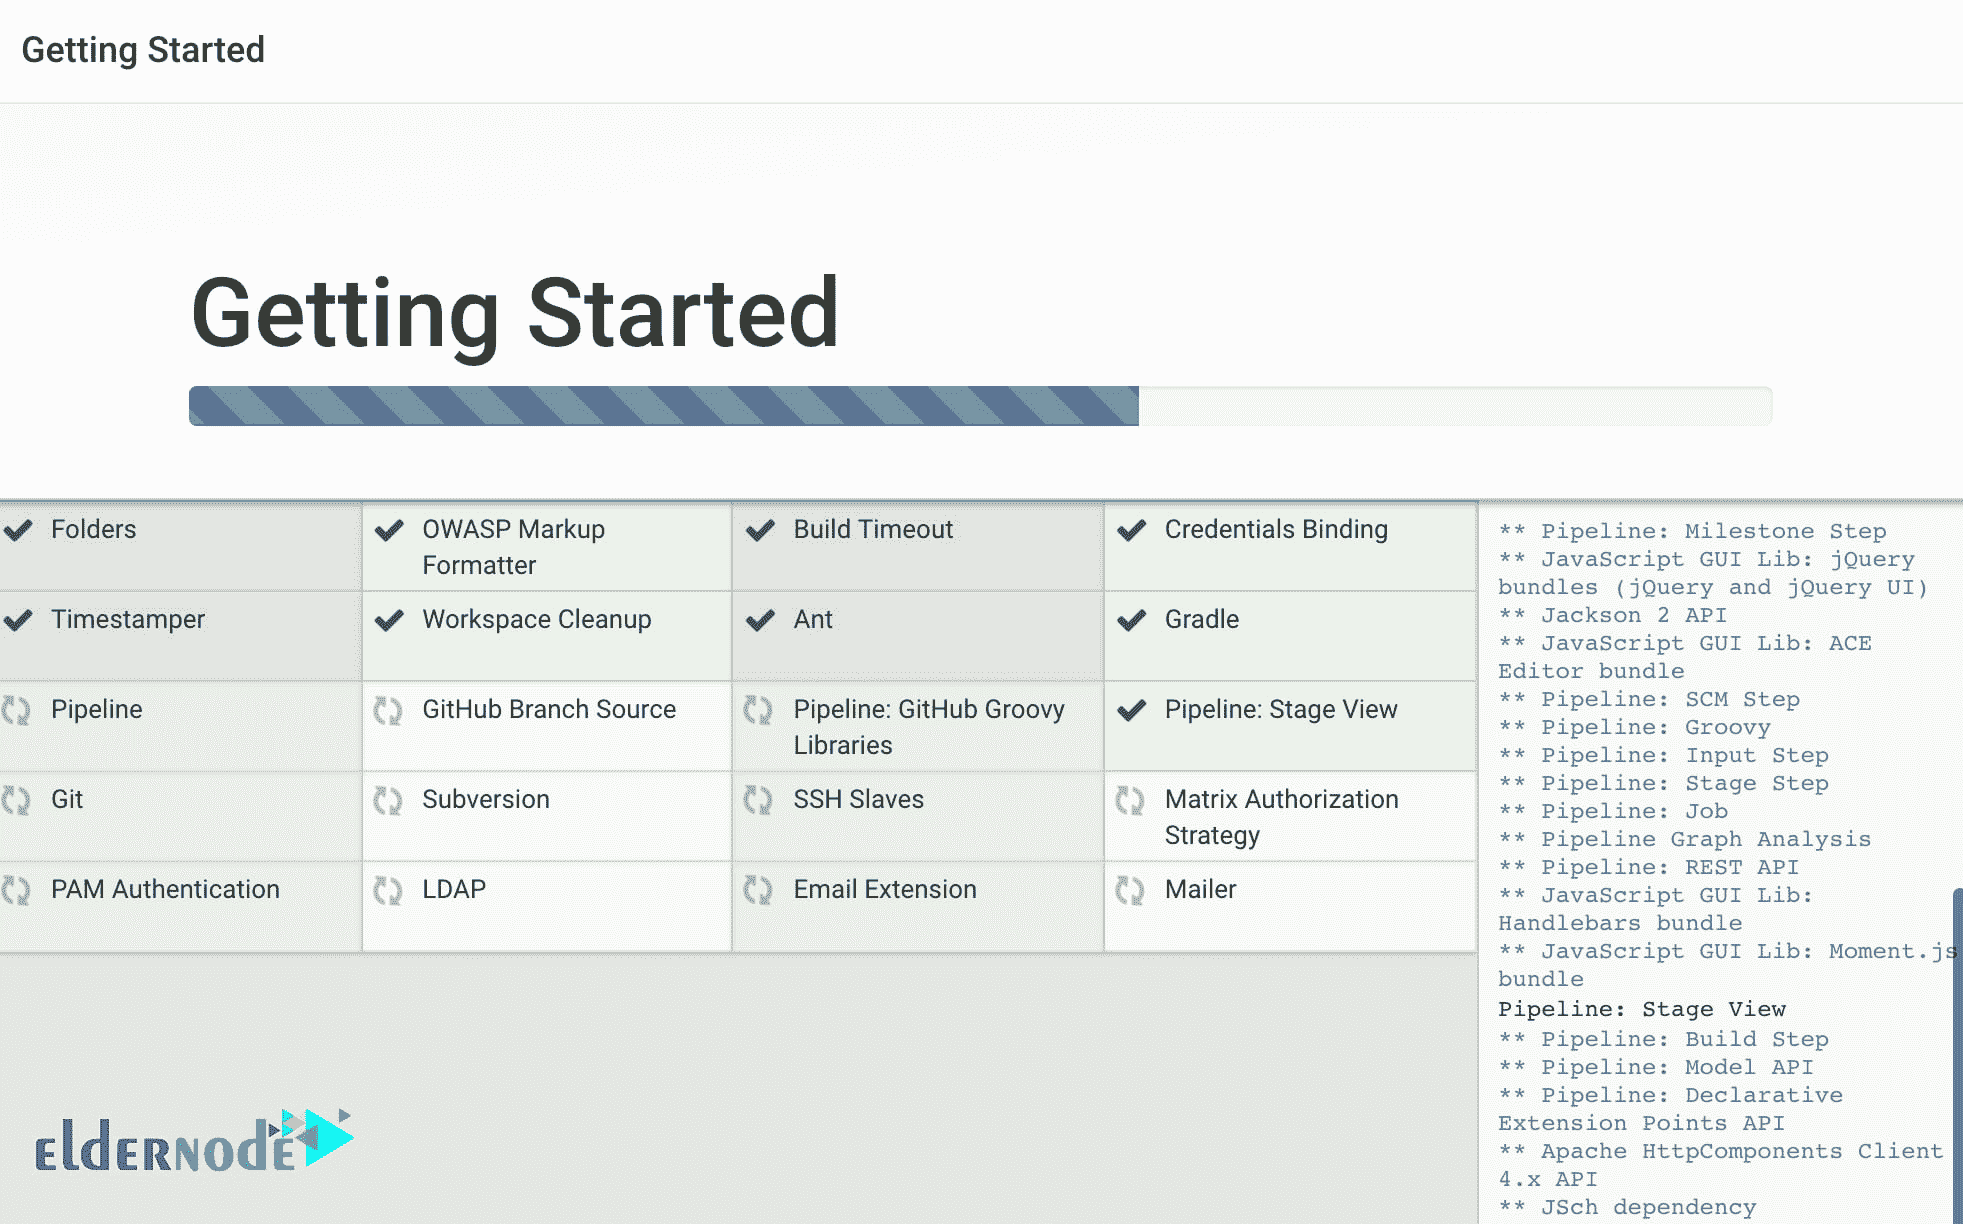 Getting Started
Getting Started
Folders
OWASP Markup
Formatter
Build Timeout
Credentials Binding
Timestamper
Workspace Cleanup
Ant
Gradle
Pipeline
GitHub Branch Source
Pipeline: GitHub Groovy
Libraries
Pipeline: Stage View
Git
Subversion
SSH Slaves
Matrix Authorization
Strategy
PAM Authentication
LDAP
Email Extension
Mailer
** Pipeline: Milestone Step
** JavaScript GUI Lib: jQuery
bundles (jQuery and jQuery UI)
** Jackson 2 API
** JavaScript GUI Lib: ACE
Editor bundle
** Pipeline: SCM Step
** Pipeline: Groovy
** Pipeline: Input Step
** Pipeline: Stage Step
** Pipeline: Job
** Pipeline Graph Analysis
** Pipeline: REST API
** JavaScript GUI Lib:
Handlebars bundle
** JavaScript GUI Lib: Moment.js
bundle
Pipeline: Stage View
** Pipeline: Build Step
** Pipeline: Model API
** Pipeline: Declarative
Extension Points API
** Apache HttpComponents Client
4.x API
** JSch dependency
ELdERNOdE